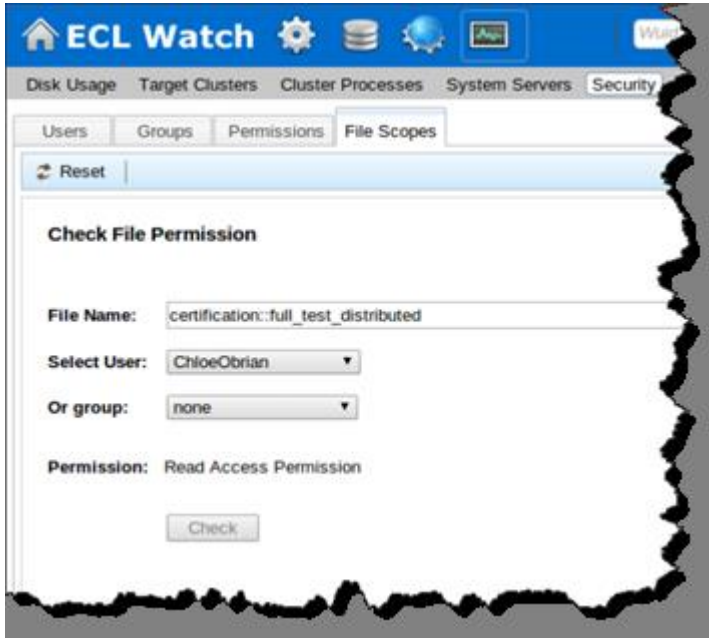 ECL Watch
Disk Usage Target Clusters Cluster Processes System Servers Security
Users Groups Permissions File Scopes
Reset
Check File Permission
File Name: certification::full_test_distributed
Select User: ChloeObrian
Or group: none
Permission: Read Access Permission
Check